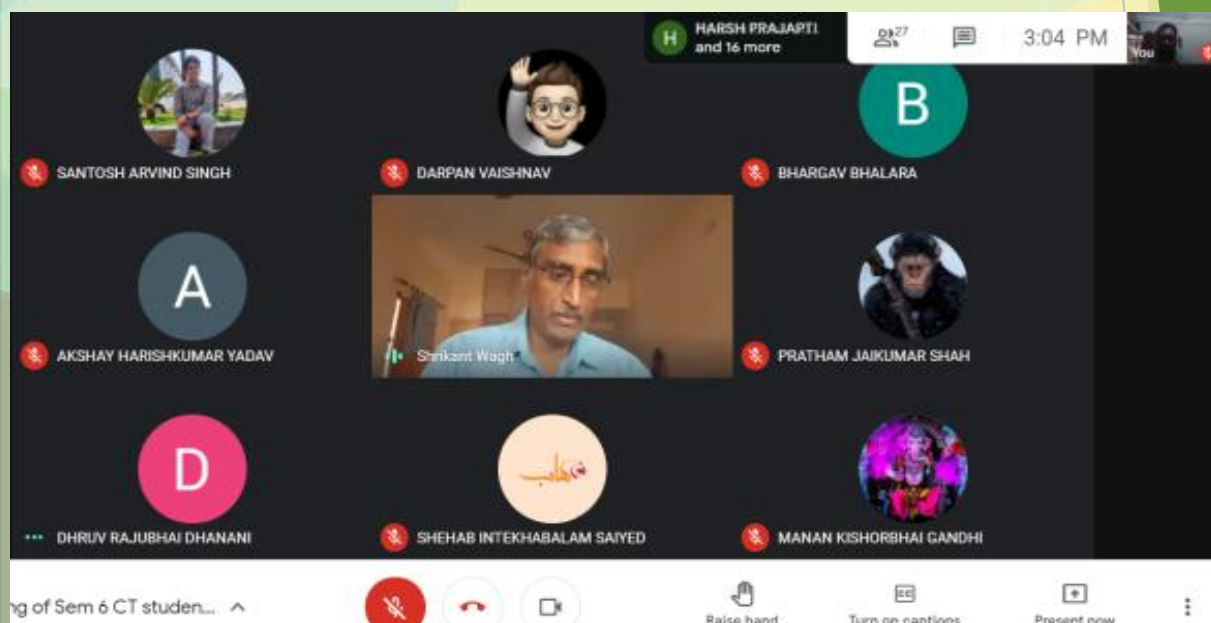 HARSH PRAJAPTI
and 16 more
27
3:04 PM
You
SANTOSH ARVIND SINGH
DARPAN VAISHNAV
B
BHARGAV BHALARA
A
AKSHAY HARISHKUMAR YADAV
Shrikant Wagh
PRATHAM JAIKUMAR SHAH
D
DHRUV RAJUBHAI DHANANI
SHEHAB INTEKHABALAM SAIYED
MANAN KISHORBHAI GANDHI
ng of Sem 6 CT studen...
Raise hand
Turn on captions
Present now